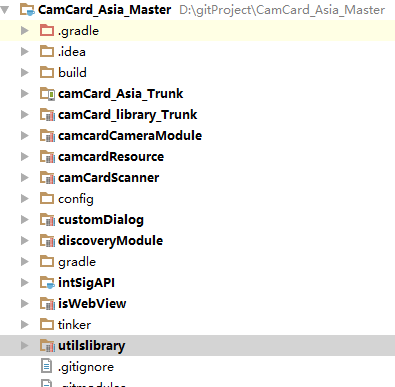 CamCard_Asia_Master D:\gitProject\CamCard_Asia_Master
.gradle
.idea
build
camCard_Asia_Trunk
camCard_library_Trunk
camcardCameraModule
camcardResource
camCardScanner
config
customDialog
discoveryModule
gradle
intSigAPI
isWebView
tinker
utilslibrary
.gitignore
.gitmodules